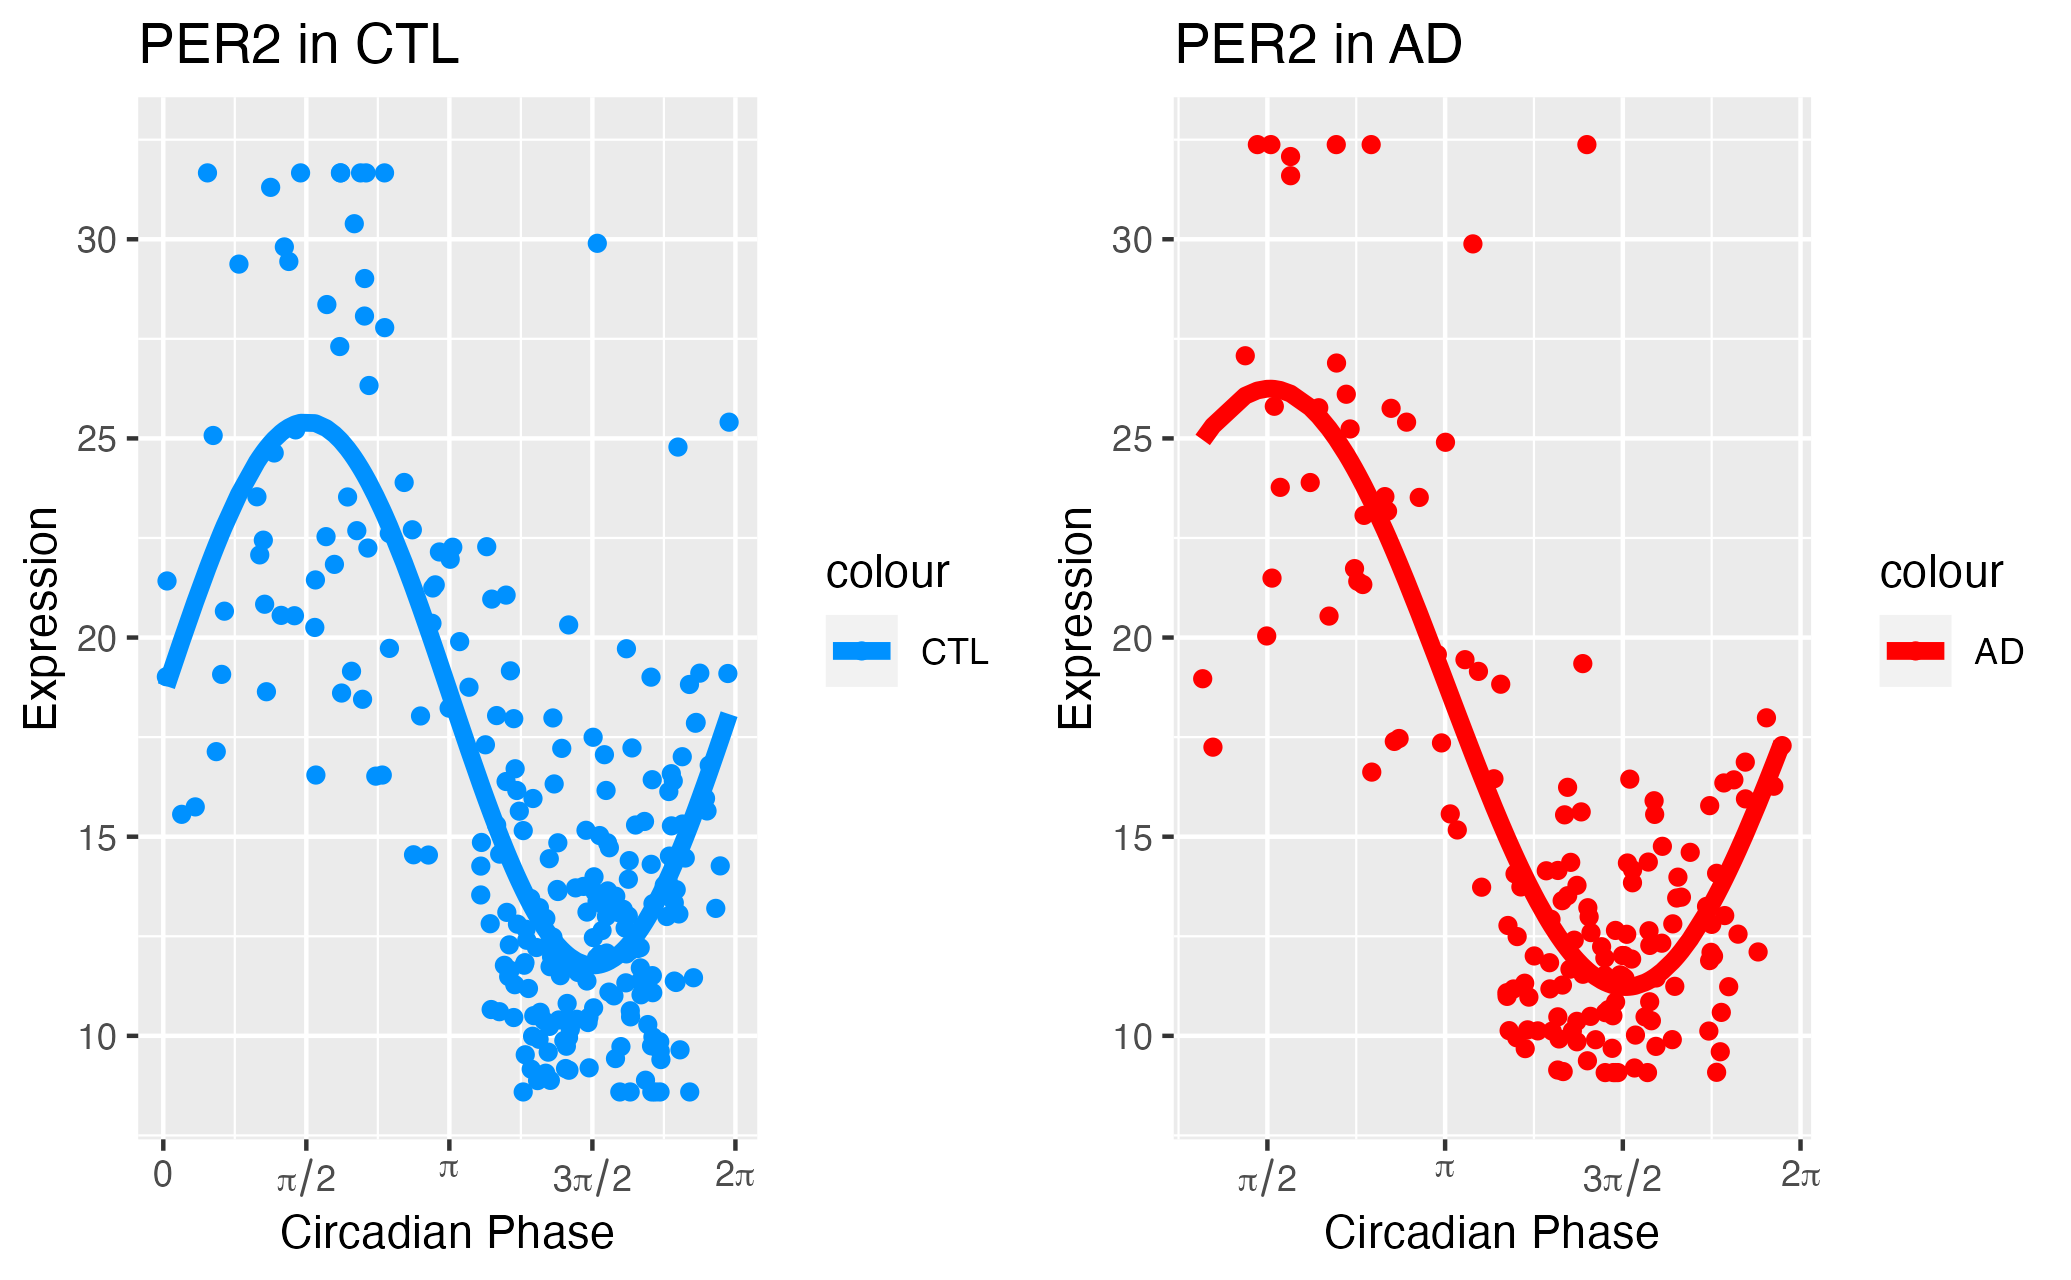 PER2 in CTL
Expression
30
25
20
15
10
0
π/2
π
3π/2
2π
Circadian Phase
colour
CTL
PER2 in AD
Expression
30
25
20
15
10
π/2
π
3π/2
2π
Circadian Phase
colour
AD